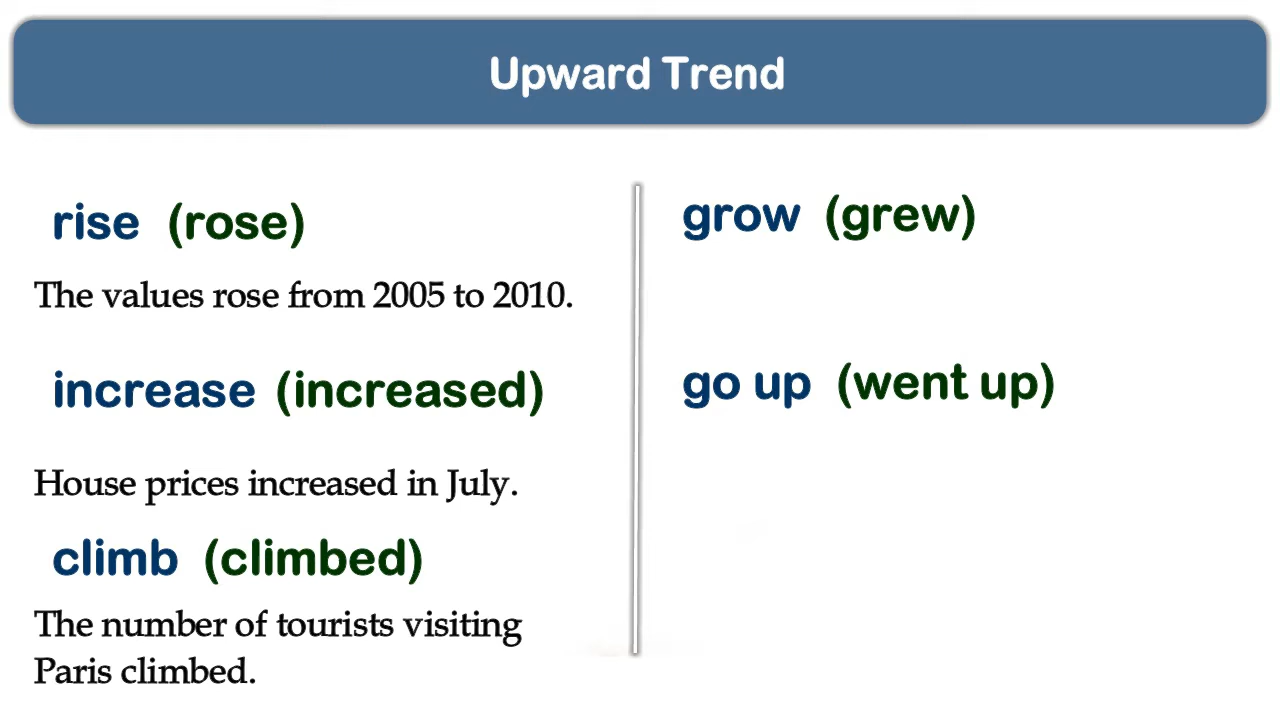 Upward Trend
rise (rose)
The values rose from 2005 to 2010.
increase (increased)
House prices increased in July.
climb (climbed)
The number of tourists visiting
Paris climbed.
grow (grew)
go up (went up)